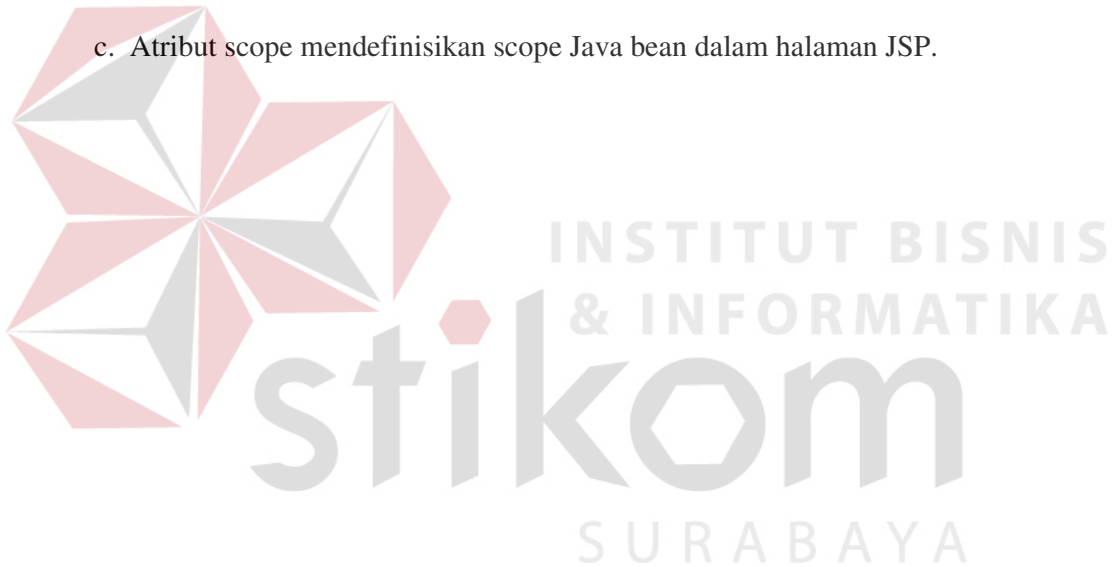 c. Atribut scope mendefinisikan scope Java bean dalam halaman JSP.
INSTITUT BISNIS
& INFORMATIKA
stikom
SURABAYA